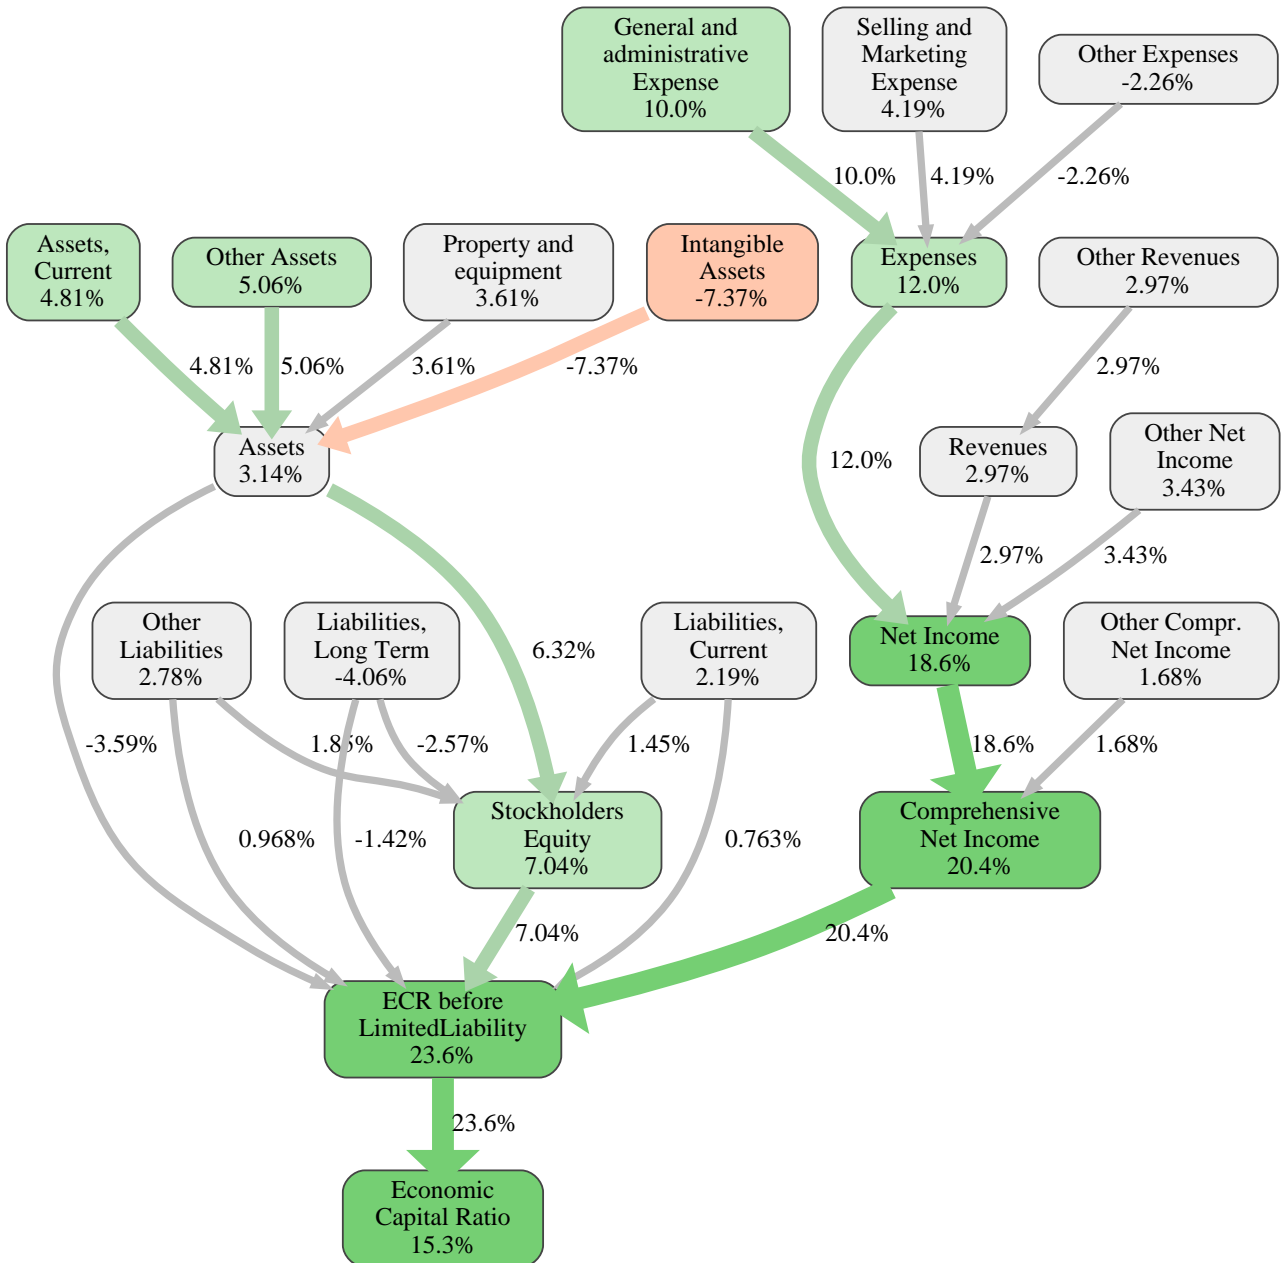 General and
administrative
Expense
10.0%
Selling and
Marketing
Expense
4.19%
Other Expenses
-2.26%
10.0%
4.19%
-2.26%
Assets,
Current
4.81%
Other Assets
5.06%
Property and
equipment
3.61%
Intangible
Assets
-7.37%
Expenses
12.0%
Other Revenues
2.97%
4.81%
5.06%
3.61%
-7.37%
2.97%
Assets
3.14%
12.0%
Revenues
2.97%
Other Net
Income
3.43%
2.97%
3.43%
Other
Liabilities
2.78%
Liabilities,
Long Term
-4.06%
6.32%
Liabilities,
Current
2.19%
Net Income
18.6%
Other Compr.
Net Income
1.68%
-3.59%
-2.57%
1.45%
18.6%
1.68%
0.968%
-1.42%
Stockholders
Equity
7.04%
0.763%
Comprehensive
Net Income
20.4%
7.04%
20.4%
ECR before
LimitedLiability
23.6%
23.6%
Economic
Capital Ratio
15.3%